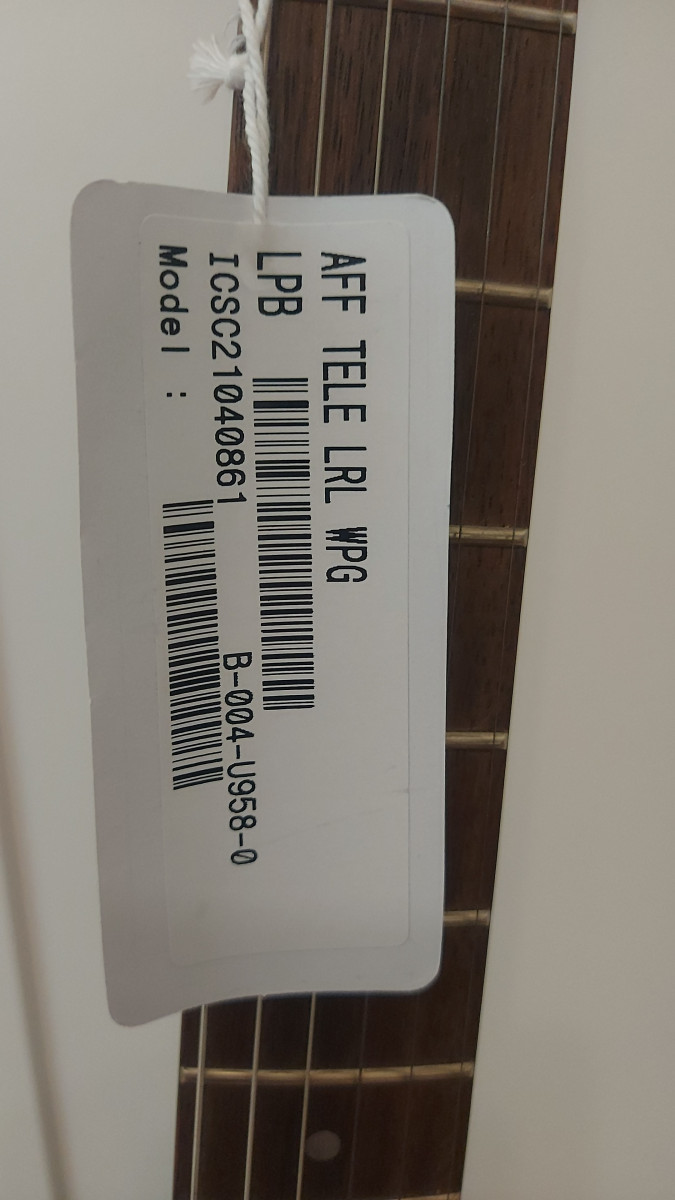 AFF TELE LRL WPG
LPB
ICSC21040861
B-004-U958-0
Model :